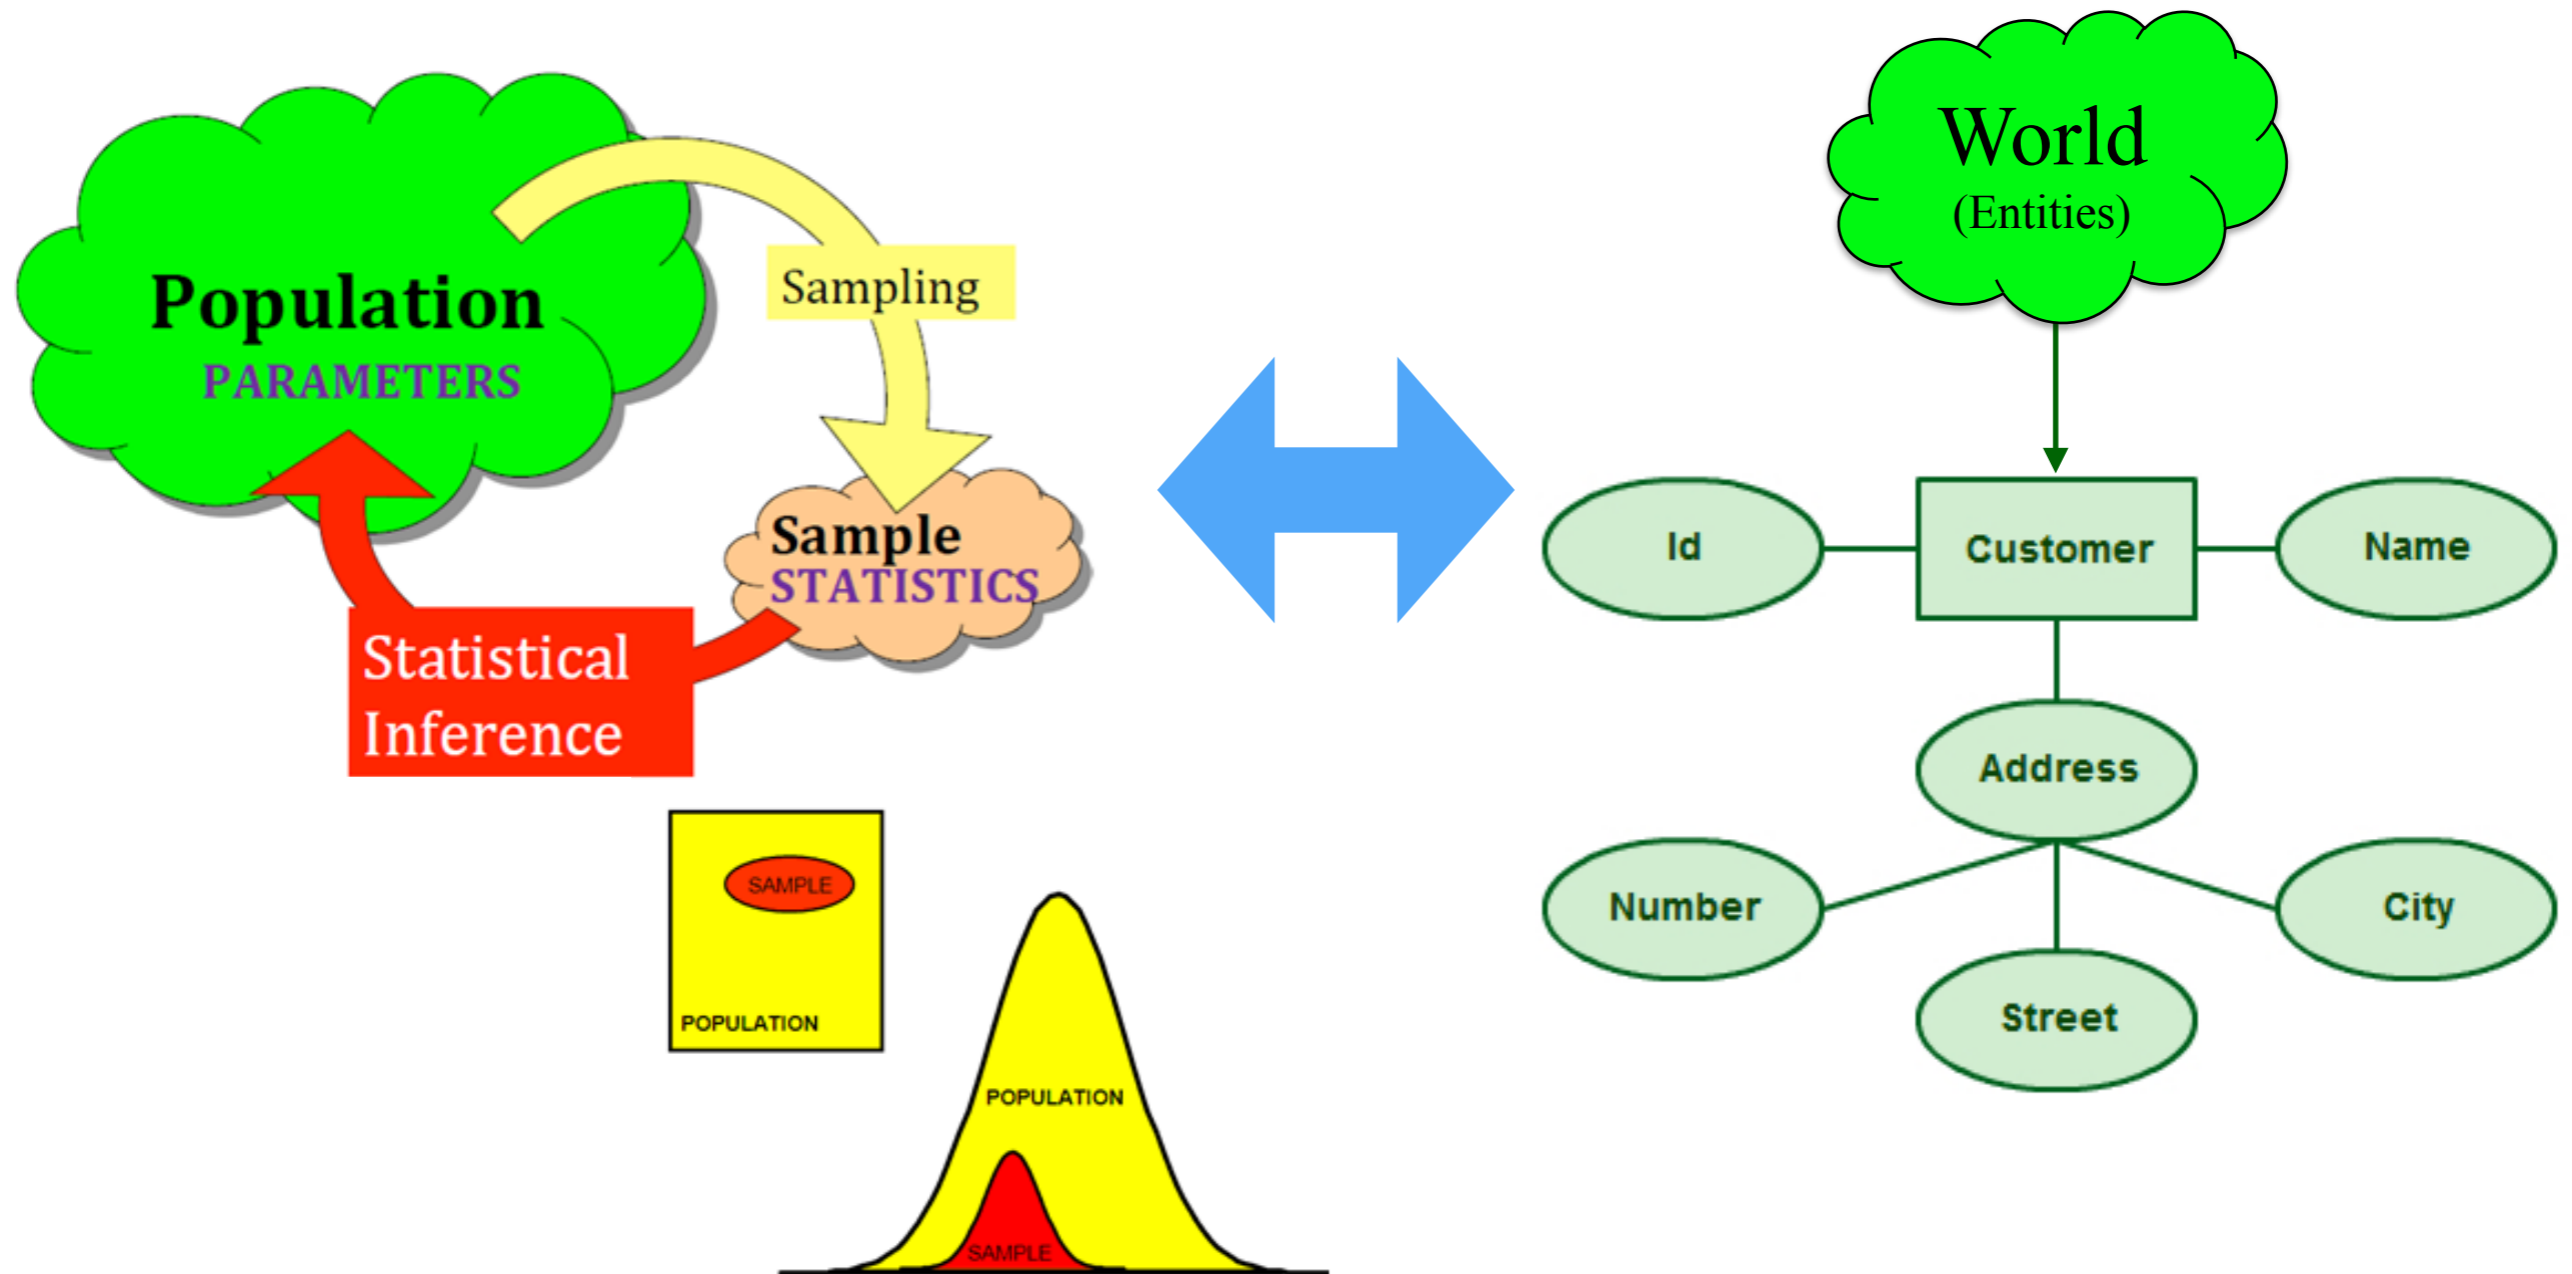 Population
PARAMETERS
Sampling
Sample
STATISTICS
Statistical
Inference
SAMPLE
POPULATION
POPULATION
SAMPLE
World
(Entities)
Id
Customer
Name
Address
Number
City
Street